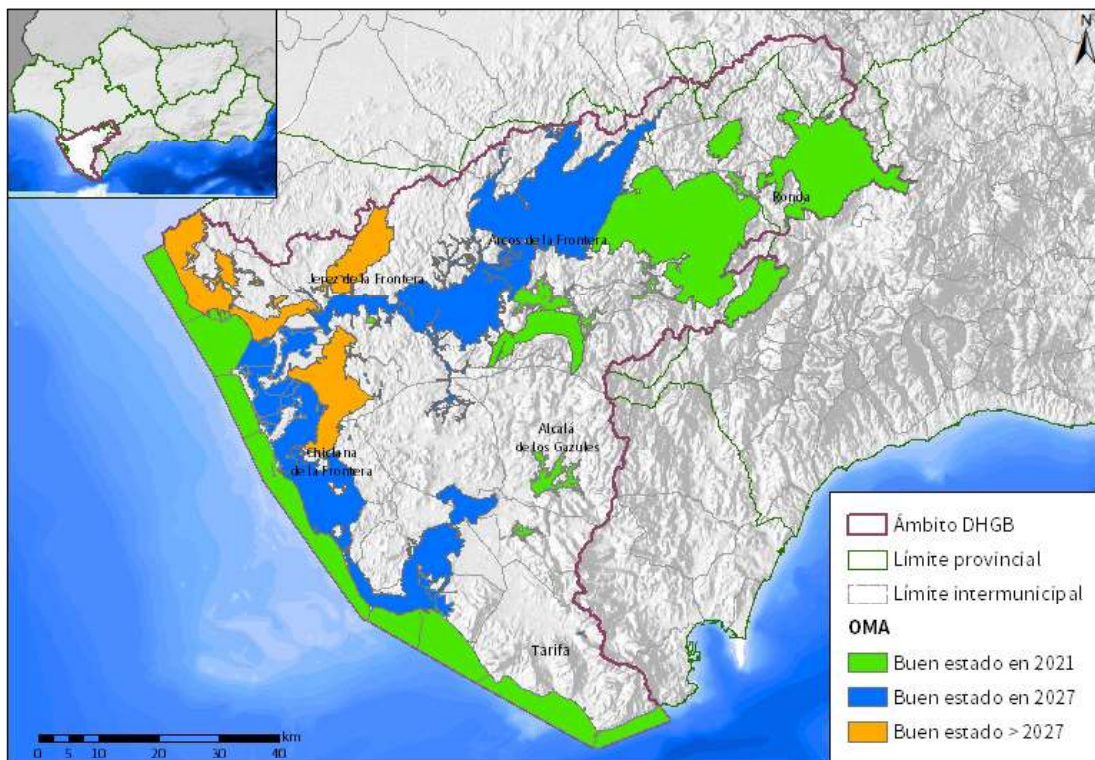 N
Ronda
Arcos de la Frontera
Jerez de la Frontera
Alcalá
de los Gazules
Chiclana
de la Frontera
Tarifa
km
0 5 10 20 30 40
Ámbito DHGB
Límite provincial
Límite intermunicipal
OMA
Buen estado en 2021
Buen estado en 2027
Buen estado > 2027